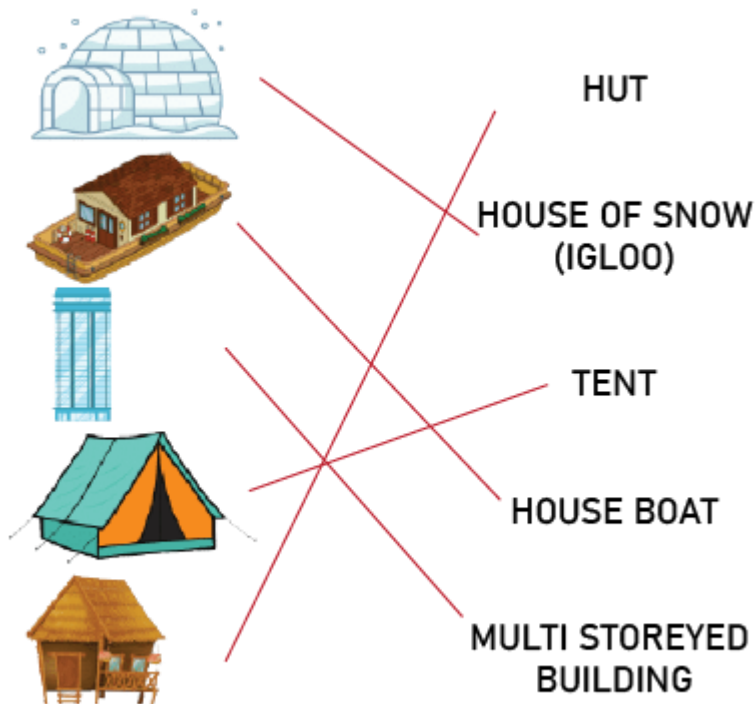 HUT
HOUSE OF SNOW
(IGLOO)
TENT
HOUSE BOAT
MULTI STOREYED
BUILDING